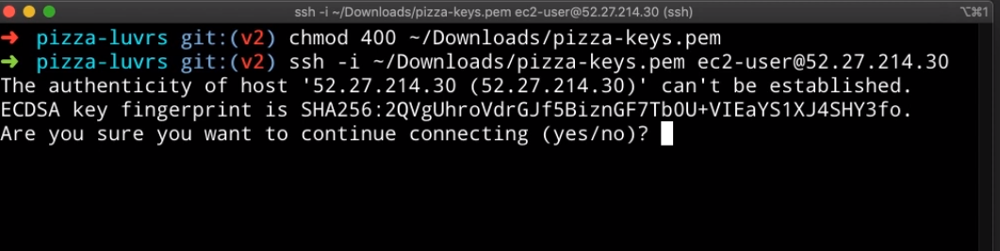 ssh -i ~/Downloads/pizza-keys.pem ec2-user@52.27.214.30 (ssh) ⌥⌘1
➜ pizza-luvrs git:(v2) chmod 400 ~/Downloads/pizza-keys.pem
➜ pizza-luvrs git:(v2) ssh -i ~/Downloads/pizza-keys.pem ec2-user@52.27.214.30
The authenticity of host '52.27.214.30 (52.27.214.30)' can't be established.
ECDSA key fingerprint is SHA256:2QVgUhroVdrGJf5BiznGF7Tb0U+VIEaYS1XJ4SHY3fo.
Are you sure you want to continue connecting (yes/no)?